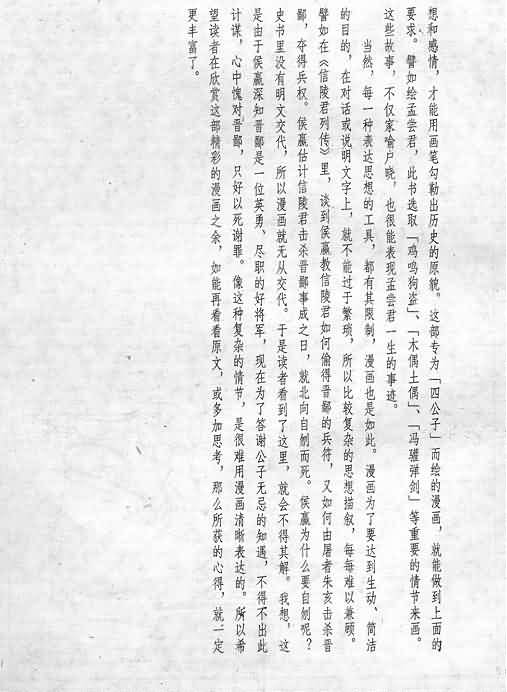 想和感情，才能用画笔勾勒出历史的原貌。这部专为「四公子」而绘的漫画，就能做到上面的
要求。譬如绘孟尝君，此书选取「鸡鸣狗盗」、「木偶土偶」、「冯驩弹剑」等重要的情节来画。
这些故事，不仅家喻户晓，也很能表现孟尝君一生的事迹。
当然，每一种表达思想的工具，都有其限制，漫画也是如此。漫画为了要达到生动、简洁
的目的，在对话或说明文字上，就不能过于繁琐，所以比较复杂的思想描叙，每每难以兼顾。
譬如在《信陵君列传》里，谈到侯嬴教信陵君如何偷得晋鄙的兵符，又如何由屠者朱亥击杀晋
鄙，夺得兵权。侯嬴估计信陵君击杀晋鄙事成之日，就北向自刎而死。侯嬴为什么要自刎呢？
史书里没有明文交代，所以漫画就无从交代。于是读者看到了这里，就会不得其解。我想，这
是由于侯嬴深知晋鄙是一位英勇、尽职的好将军，现在为了答谢公子无忌的知遇，不得不出此
计谋，心中愧对晋鄙，只好以死谢罪。像这种复杂的情节，是很难用漫画清晰表达的。所以希
望读者在欣赏这部精彩的漫画之余，如能再看看原文，或多加思考，那么所获的心得，就一定
更丰富了。